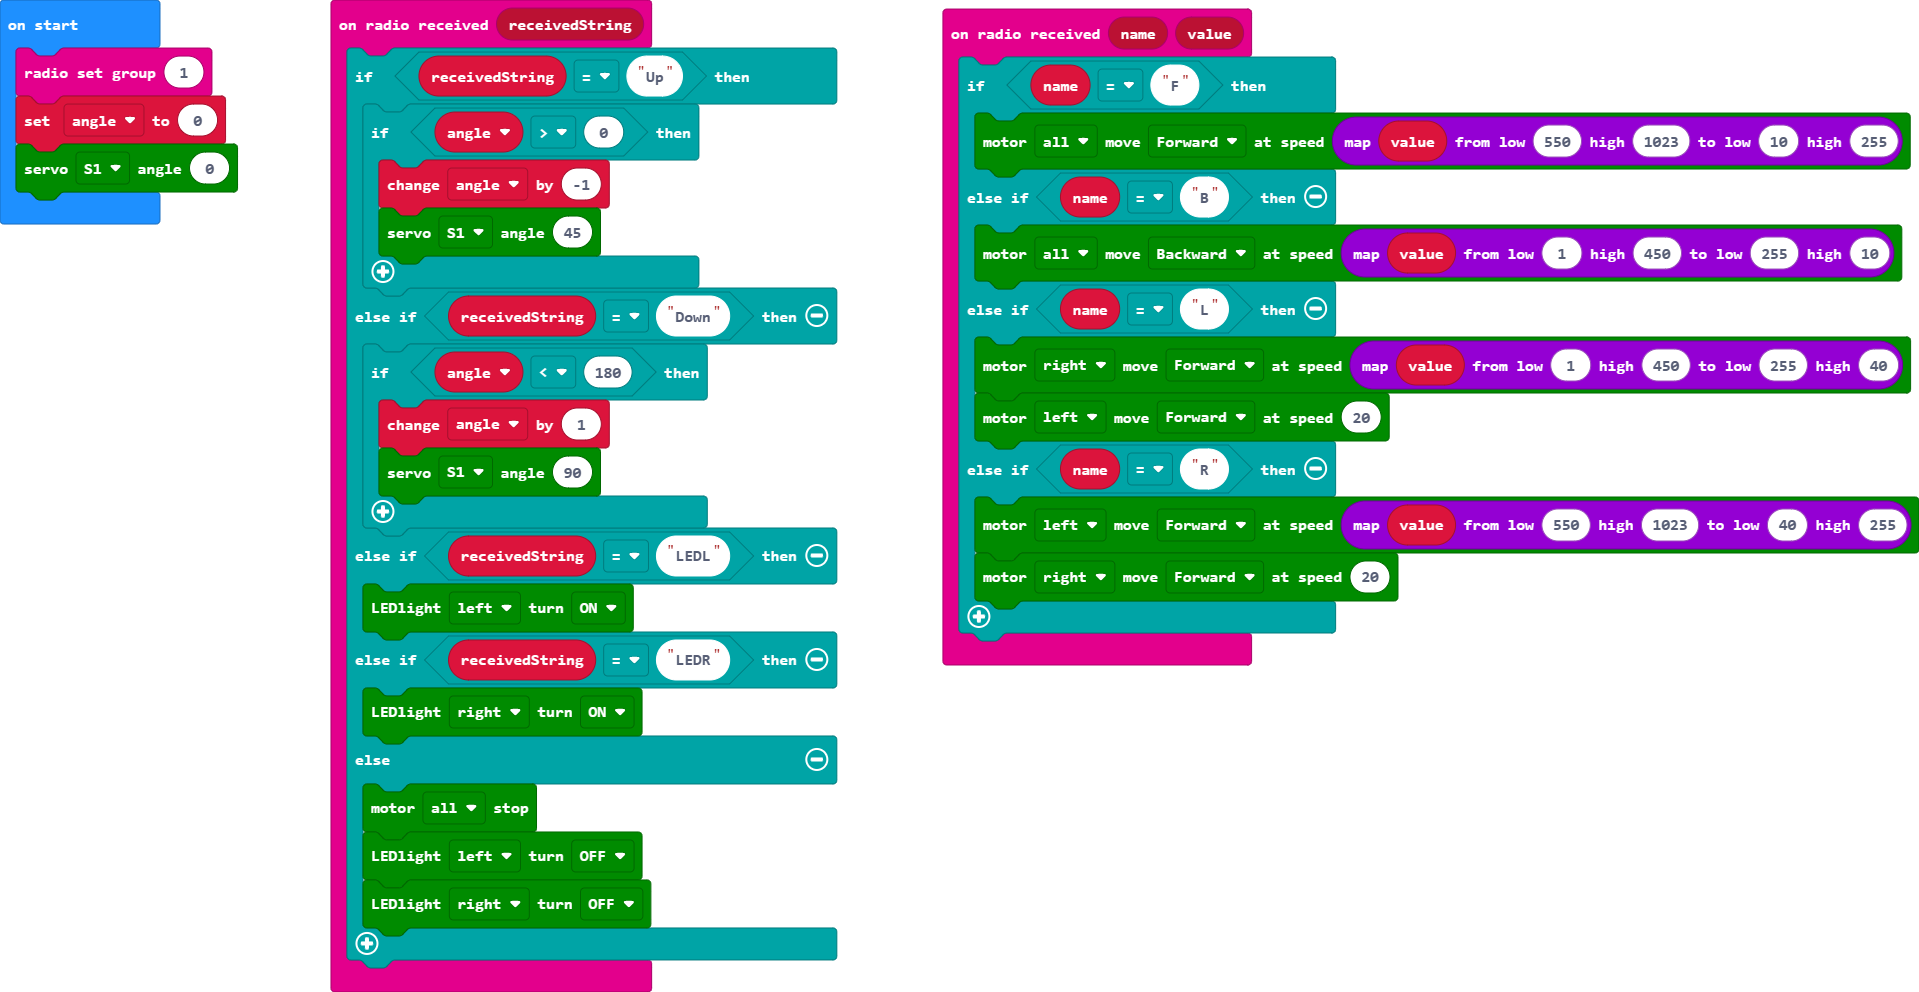 on start
radio set group 1
set angle to 0
servo S1 angle 0
on radio received receivedString
if receivedString = "Up" then
if angle > 0 then
change angle by -1
servo S1 angle 45
else if receivedString = "Down" then
if angle < 180 then
change angle by 1
servo S1 angle 90
else if receivedString = "LEDL" then
LEDlight left turn ON
else if receivedString = "LEDR" then
LEDlight right turn ON
else
motor all stop
LEDlight left turn OFF
LEDlight right turn OFF
on radio received name value
if name = "F" then
motor all move Forward at speed map value from low 550 high 1023 to low 10 high 255
else if name = "B" then
motor all move Backward at speed map value from low 1 high 450 to low 255 high 10
else if name = "L" then
motor right move Forward at speed map value from low 1 high 450 to low 255 high 40
motor left move Forward at speed 20
else if name = "R" then
motor left move Forward at speed map value from low 550 high 1023 to low 40 high 255
motor right move Forward at speed 20